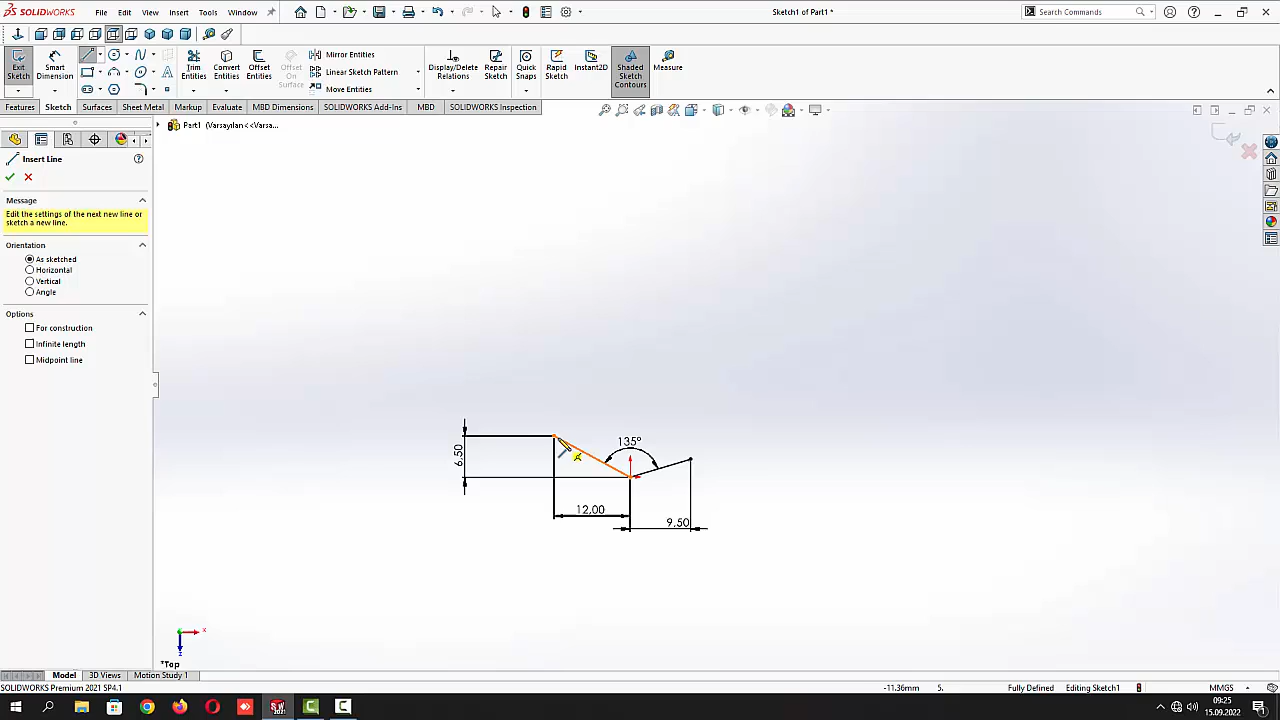 SOLIDWORKS File Edit View Insert Tools Window Sketch1 of Part1 * Search Commands
Exit Sketch
Smart Dimension
Trim Entities
Convert Entities
Offset Entities
Offset On Surface
Mirror Entities
Linear Sketch Pattern
Move Entities
Display/Delete Relations
Repair Sketch
Quick Snaps
Rapid Sketch
Instant2D
Shaded Sketch Contours
Measure
Features Sketch Surfaces Sheet Metal Markup Evaluate MBD Dimensions SOLIDWORKS Add-Ins MBD SOLIDWORKS Inspection
Part1 (Varsayılan<<Varsa...
Insert Line
Message
Edit the settings of the next new line or
sketch a new line.
Orientation
As sketched
Horizontal
Vertical
Angle
Options
For construction
Infinite length
Midpoint line
135°
6,50
12,00
9,50
x
z
*Top
Model 3D Views Motion Study 1
SOLIDWORKS Premium 2021 SP4.1 -11.36mm 5. Fully Defined Editing Sketch1 MMGS
09:25
15.09.2022